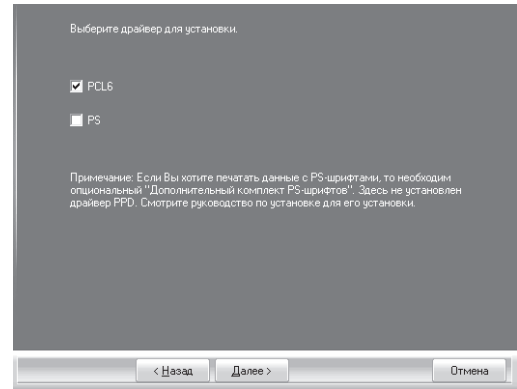 Выберите драйвер для установки.
PCL6
PS
Примечание: Если Вы хотите печатать данные с PS-шрифтами, то необходим
опциональный "Дополнительный комплект PS-шрифтов". Здесь не установлен
драйвер PPD. Смотрите руководство по установке для его установки.
< Назад
Далее >
Отмена